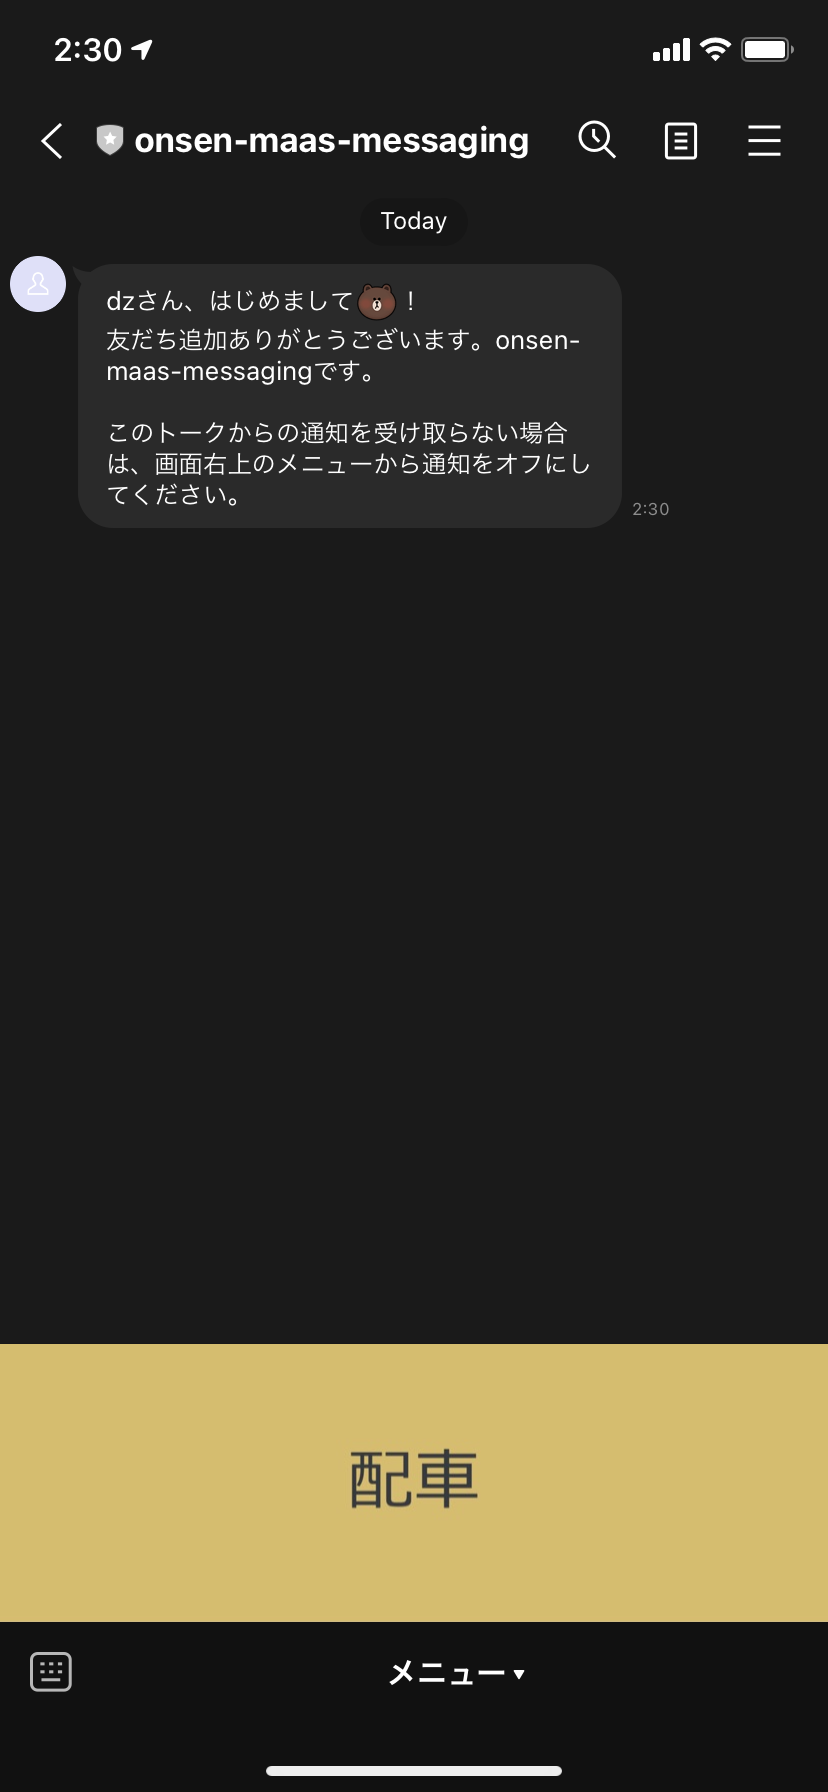 2:30
onsen-maas-messaging
Today
dzさん、はじめまして！
友だち追加ありがとうございます。onsen-
maas-messagingです。
このトークからの通知を受け取らない場合
は、画面右上のメニューから通知をオフにし
てください。
2:30
配車
メニュー▾